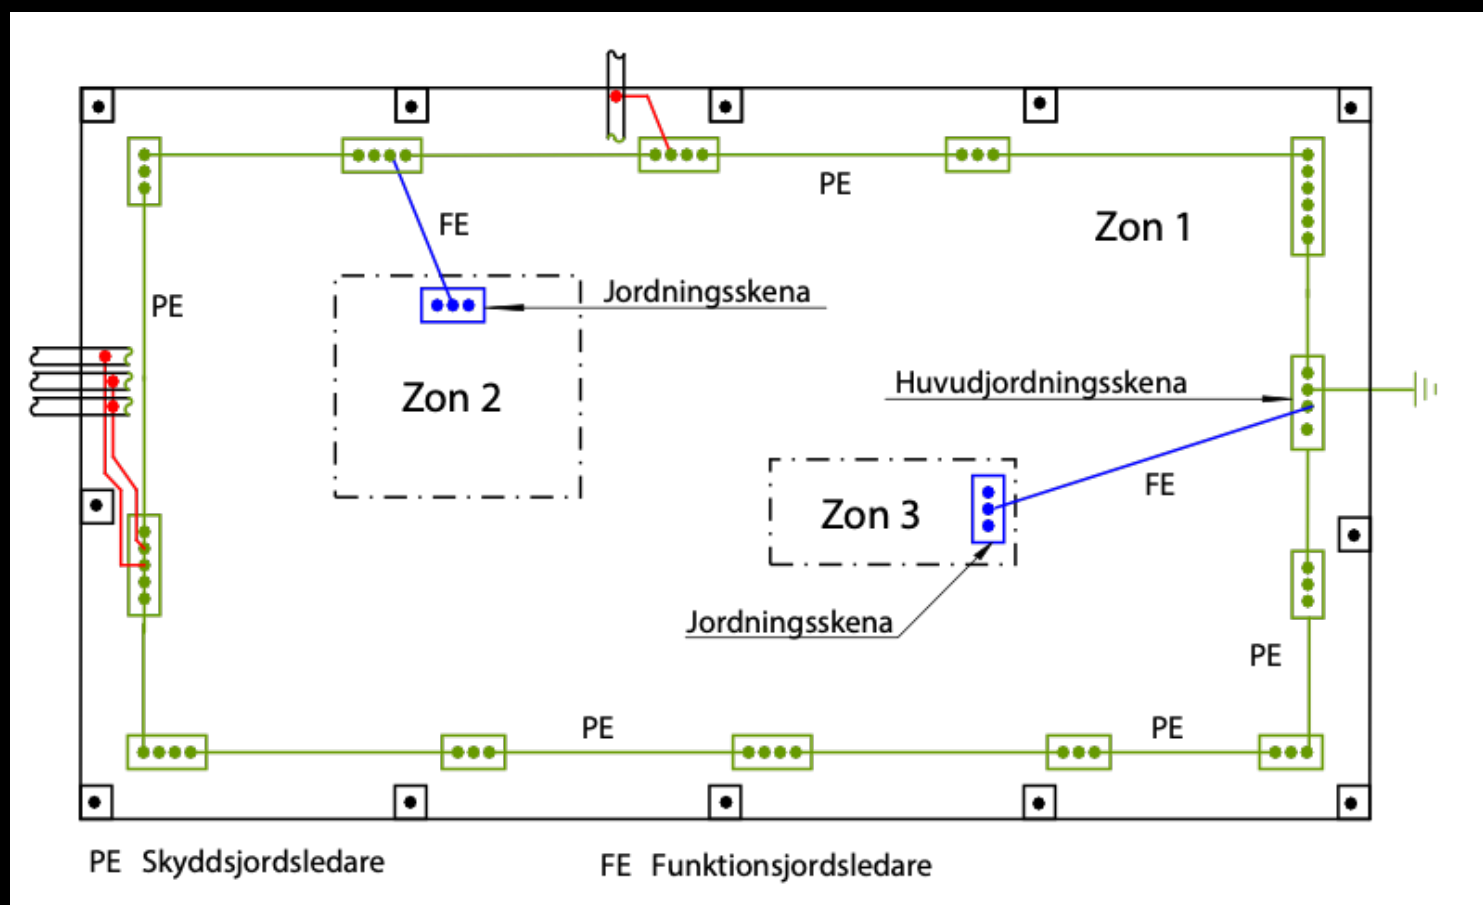 PE
Zon 1
FE
Jordningsskena
PE
Huvudjordningsskena
Zon 2
FE
Zon 3
Jordningsskena
PE
PE
PE
PE Skyddsjordsledare
FE Funktionsjordsledare